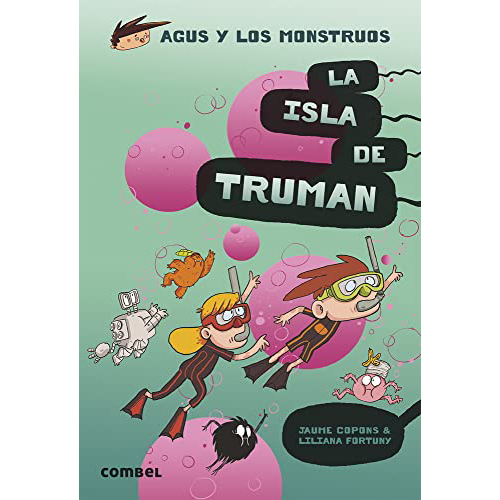 AGUS Y LOS MONSTRUOS
LA
ISLA
DE
TRUMAN
JAUME COPONS &
LILIANA FORTUNY
COMBEL